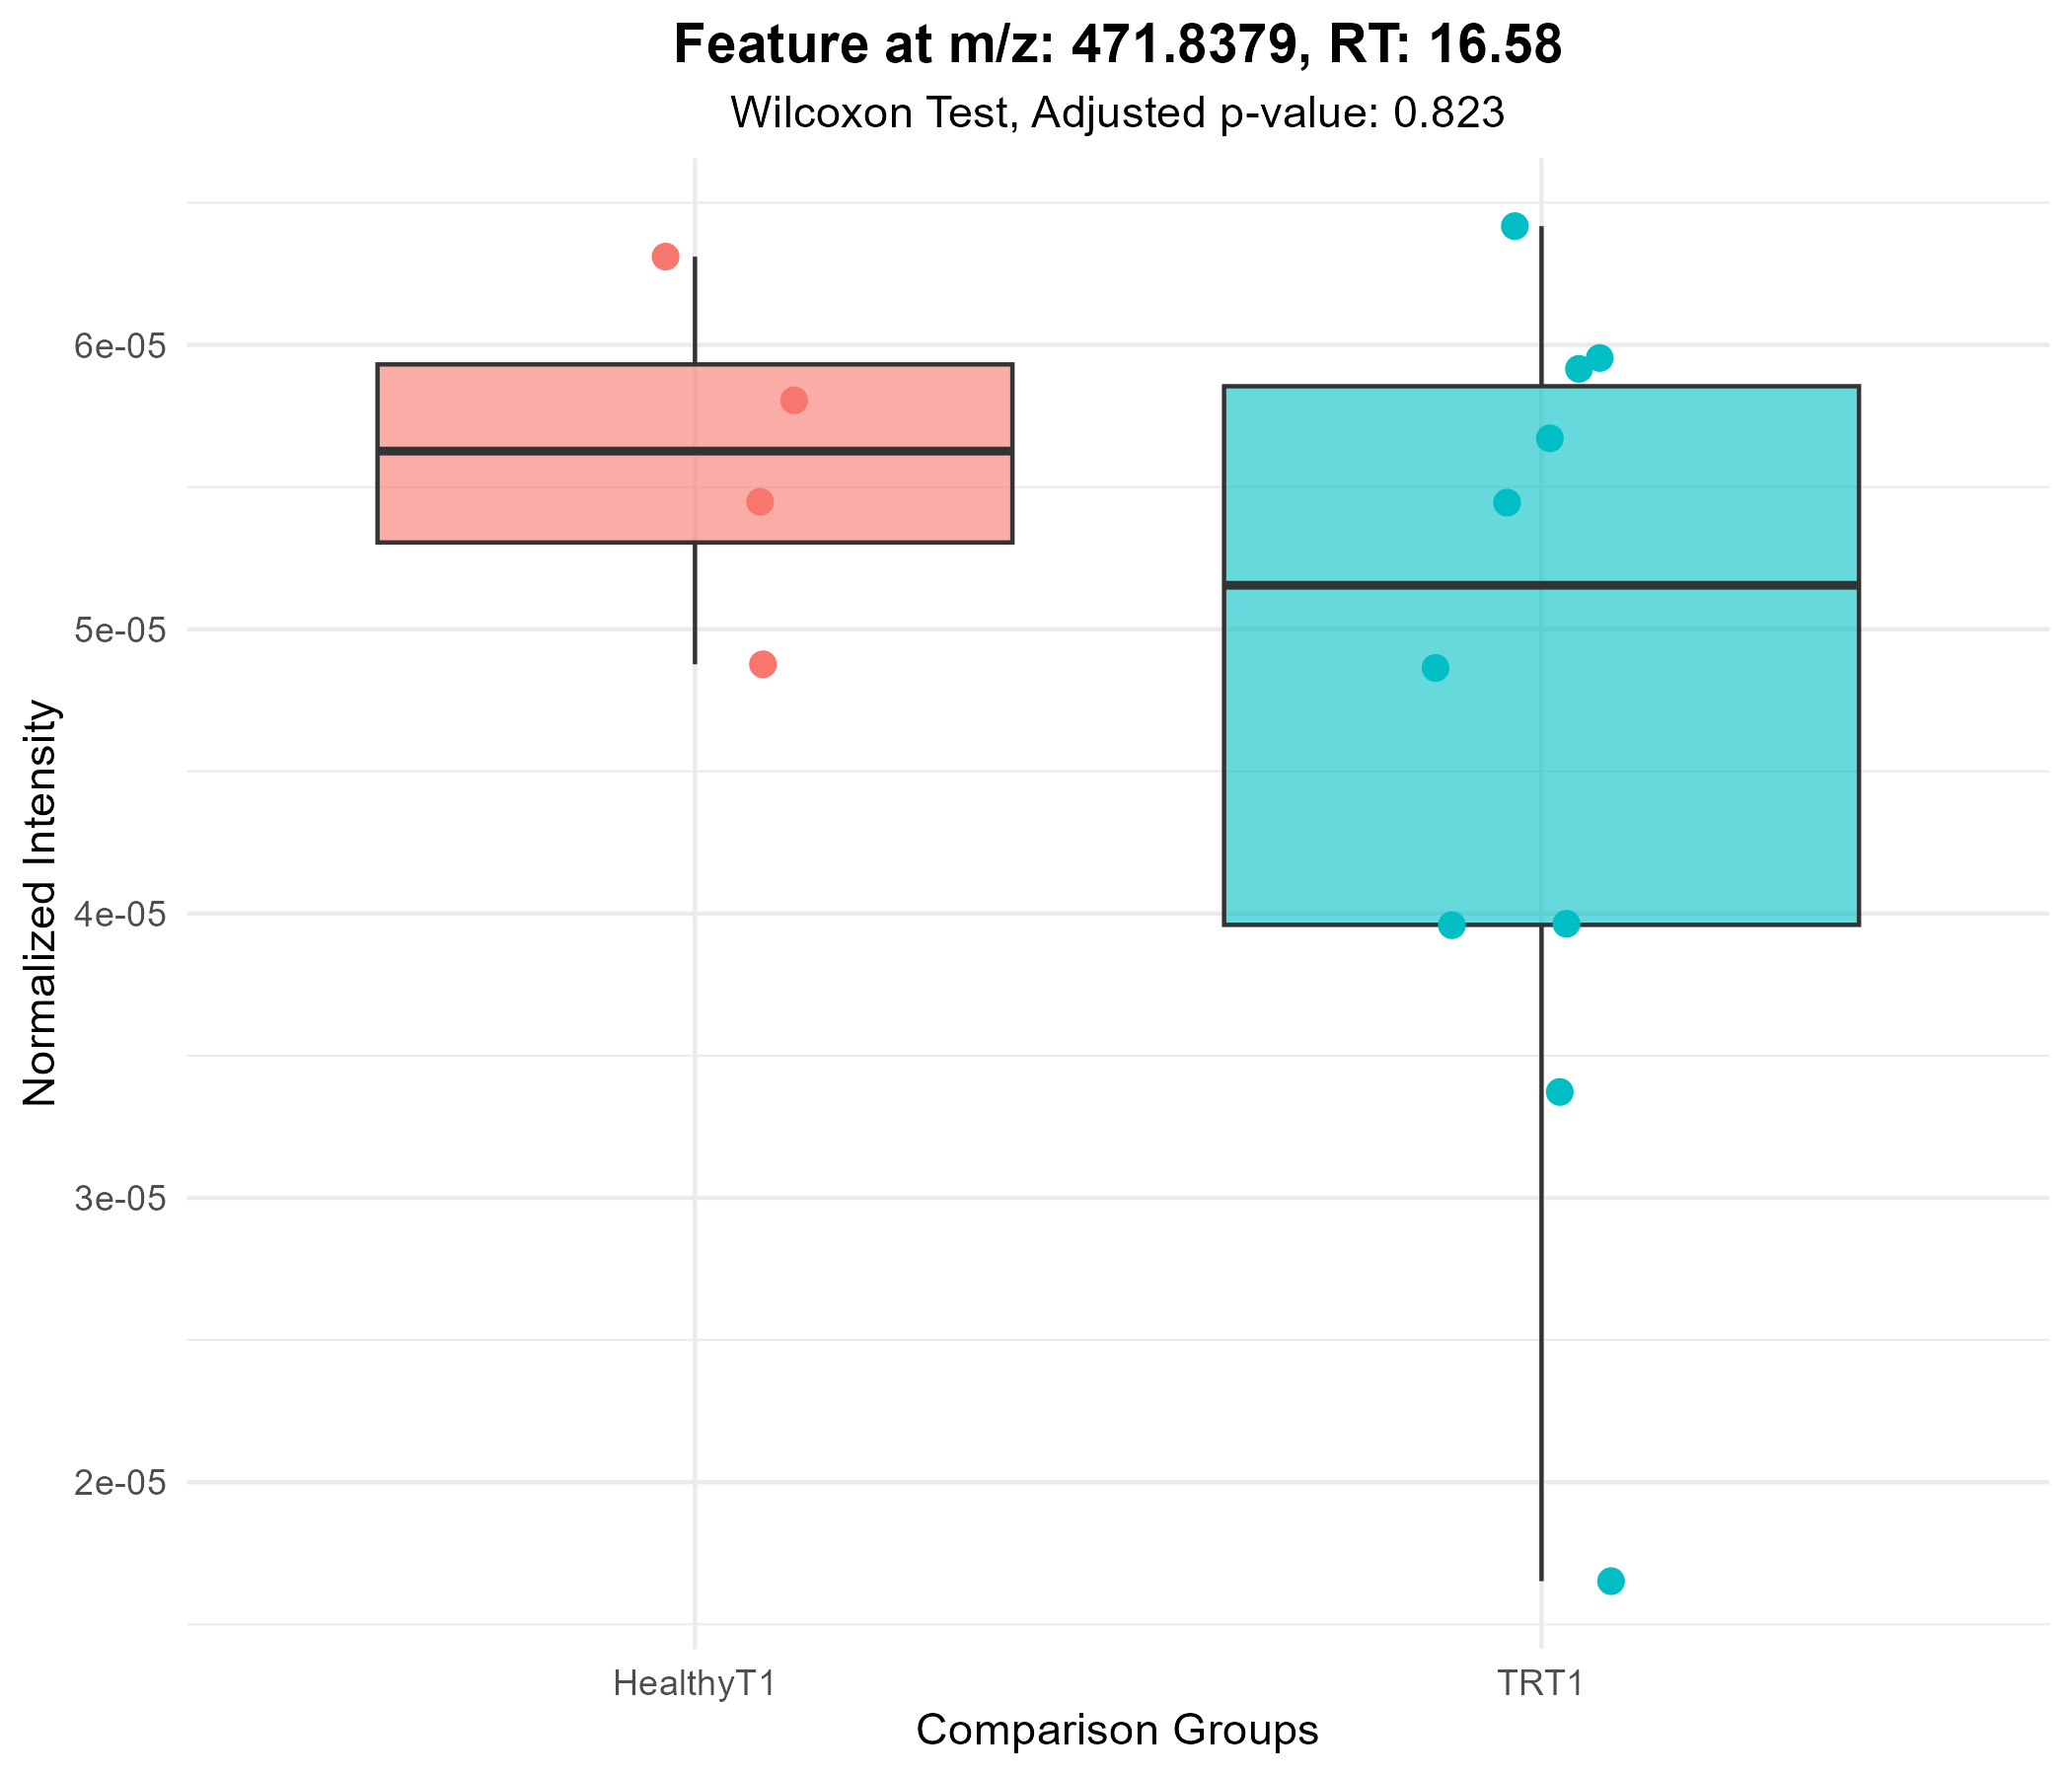 Feature at m/z: 471.8379, RT: 16.58
Wilcoxon Test, Adjusted p-value: 0.823
Normalized Intensity
6e-05
5e-05
4e-05
3e-05
2e-05
HealthyT1
TRT1
Comparison Groups